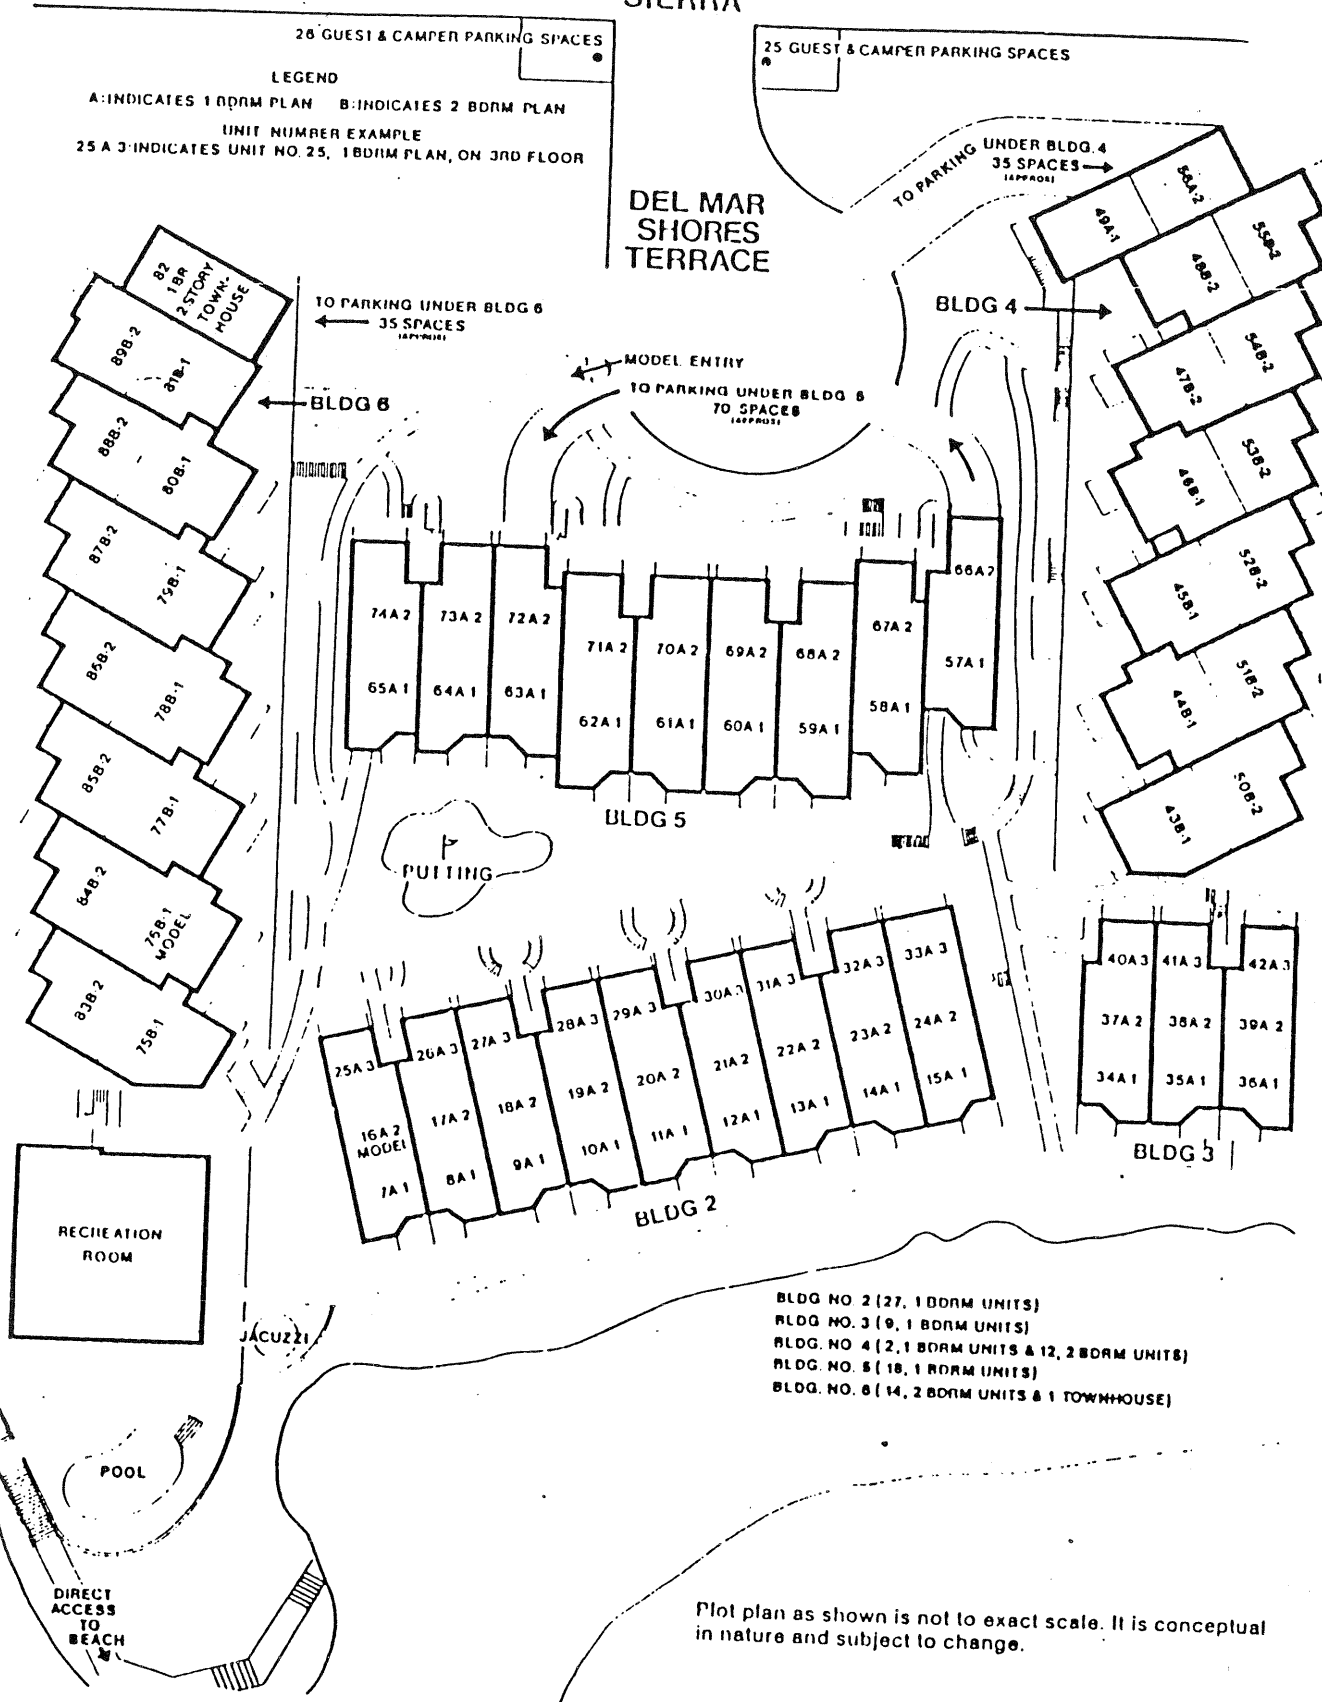 SIERRA
26 GUEST & CAMPER PARKING SPACES
25 GUEST & CAMPER PARKING SPACES
LEGEND
A:INDICATES 1 BDRM PLAN B:INDICATES 2 BDRM PLAN
UNIT NUMBER EXAMPLE
25 A 3 INDICATES UNIT NO. 25, 1 BDRM PLAN, ON 3RD FLOOR
TO PARKING UNDER BLDG. 4
35 SPACES
(APPROX)
DEL MAR
SHORES
TERRACE
82
1 BR
2 STORY
TOWN-
HOUSE
TO PARKING UNDER BLDG 6
35 SPACES
(APPROX)
BLDG 6
MODEL ENTRY
TO PARKING UNDER BLDG 5
70 SPACES
(APPROX)
BLDG 4
89B-2
81B-1
88B-2
80B-1
87B-2
79B-1
86B-2
78B-1
85B-2
77B-1
84B-2
76B-1
MODEL
83B-2
75B-1
56A-2
49A-1
55B-2
48B-2
54B-2
47B-2
53B-2
46B-1
52B-2
45B-1
51B-2
44B-1
50B-2
43B-1
74A 2
73A 2
72A 2
71A 2
70A 2
69A 2
68A 2
67A 2
66A 2
65A 1
64A 1
63A 1
62A 1
61A 1
60A 1
59A 1
58A 1
57A 1
BLDG 5
PUTTING
25A 3
26A 3
27A 3
28A 3
29A 3
30A 3
31A 3
32A 3
33A 3
16A 2
MODEL
17A 2
18A 2
19A 2
20A 2
21A 2
22A 2
23A 2
24A 2
7A 1
8A 1
9A 1
10A 1
11A 1
12A 1
13A 1
14A 1
15A 1
BLDG 2
40A 3
41A 3
42A 3
37A 2
38A 2
39A 2
34A 1
35A 1
36A 1
BLDG 3
RECREATION
ROOM
JACUZZI
BLDG NO. 2 (27, 1 BDRM UNITS)
BLDG NO. 3 (9, 1 BDRM UNITS)
BLDG. NO 4 (2, 1 BDRM UNITS & 12, 2 BDRM UNITS)
BLDG. NO. 5 (18, 1 BDRM UNITS)
BLDG. NO. 6 (14, 2 BDRM UNITS & 1 TOWNHOUSE)
POOL
DIRECT
ACCESS
TO
BEACH
Plot plan as shown is not to exact scale. It is conceptual
in nature and subject to change.